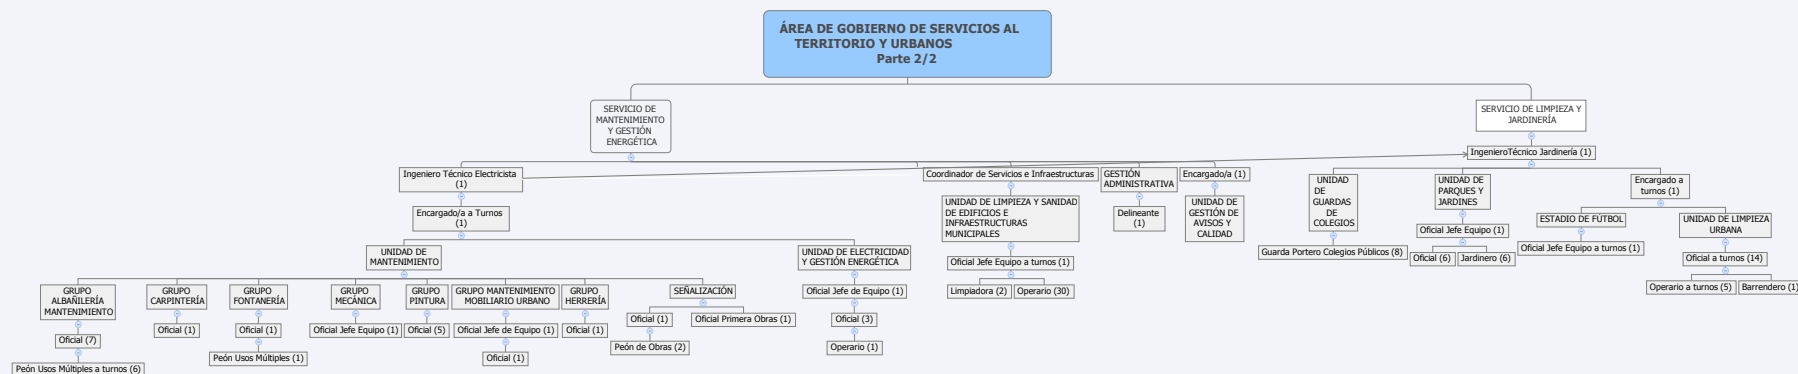 ÁREA DE GOBIERNO DE SERVICIOS AL
TERRITORIO Y URBANOS
Parte 2/2
SERVICIO DE
MANTENIMIENTO
Y GESTIÓN
ENERGÉTICA
SERVICIO DE LIMPIEZA Y
JARDINERÍA
IngenieroTécnico Jardinería (1)
Ingeniero Técnico Electricista
(1)
Coordinador de Servicios e Infraestructuras
GESTIÓN
ADMINISTRATIVA
Encargado/a (1)
UNIDAD
DE
GUARDAS
DE
COLEGIOS
UNIDAD DE
PARQUES Y
JARDINES
Encargado a
turnos (1)
Encargado/a a Turnos
(1)
UNIDAD DE LIMPIEZA Y SANIDAD
DE EDIFICIOS E
INFRAESTRUCTURAS
MUNICIPALES
Delineante
(1)
UNIDAD DE
GESTIÓN DE
AVISOS Y
CALIDAD
Guarda Portero Colegios Públicos (8)
Oficial Jefe Equipo (1)
Oficial (6)
Jardinero (6)
ESTADIO DE FÚTBOL
Oficial Jefe Equipo a turnos (1)
UNIDAD DE LIMPIEZA
URBANA
Oficial a turnos (14)
Operario a turnos (5)
Barrendero (1)
UNIDAD DE
MANTENIMIENTO
UNIDAD DE ELECTRICIDAD
Y GESTIÓN ENERGÉTICA
Oficial Jefe Equipo a turnos (1)
Limpiadora (2)
Operario (30)
GRUPO
ALBAÑILERÍA
MANTENIMIENTO
GRUPO
CARPINTERÍA
GRUPO
FONTANERÍA
GRUPO
MECÁNICA
GRUPO
PINTURA
GRUPO MANTENIMIENTO
MOBILIARIO URBANO
GRUPO
HERRERÍA
SEÑALIZACIÓN
Oficial Jefe de Equipo (1)
Oficial (7)
Oficial (1)
Oficial (1)
Oficial Jefe Equipo (1)
Oficial (5)
Oficial Jefe de Equipo (1)
Oficial (1)
Oficial (1)
Oficial Primera Obras (1)
Oficial (3)
Peón Usos Múltiples a turnos (6)
Peón Usos Múltiples (1)
Oficial (1)
Peón de Obras (2)
Operario (1)